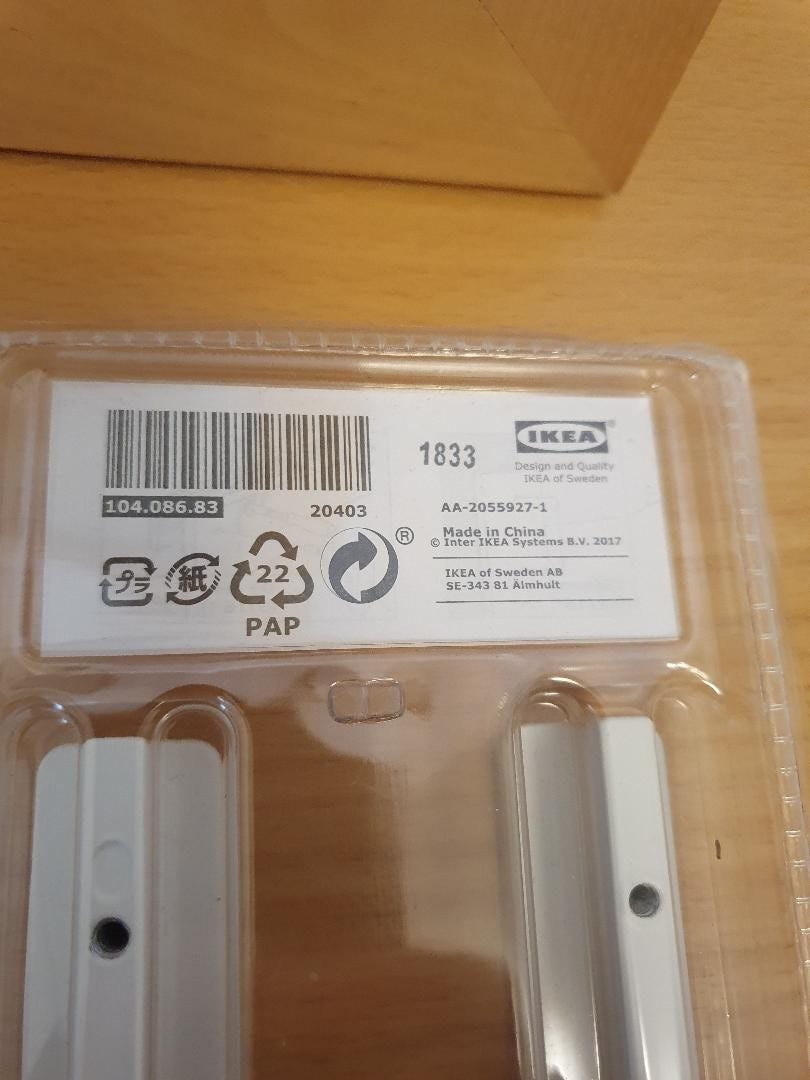 104.086.83
20403
プラ
紙
22
PAP
®
1833
IKEA®
Design and Quality
IKEA of Sweden
AA-2055927-1
Made in China
© Inter IKEA Systems B.V. 2017
IKEA of Sweden AB
SE-343 81 Älmhult